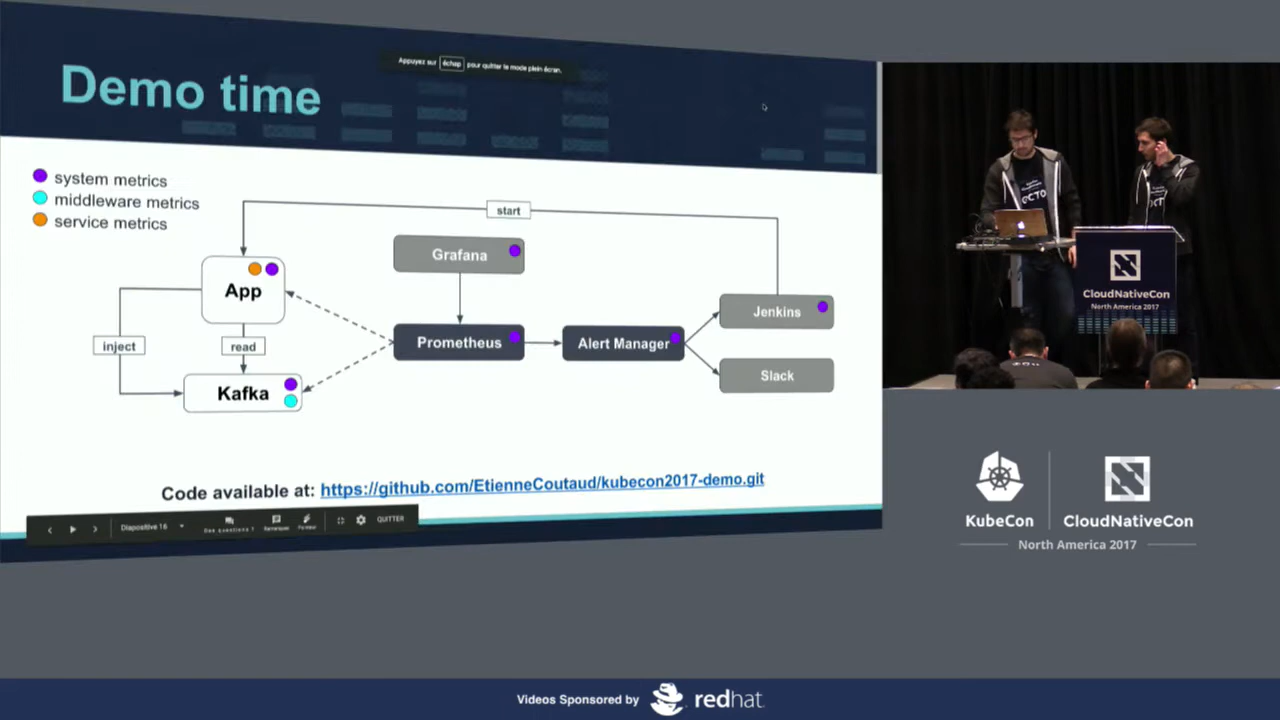 Demo time
Appuyez sur échap pour quitter le mode plein écran.
system metrics
middleware metrics
service metrics
start
Grafana
App
Jenkins
Prometheus
Alert Manager
inject
read
Slack
Kafka
Code available at: https://github.com/EtienneCoutaud/kubecon2017-demo.git
Diapositive 16
QUITTER
OCTO
CloudNativeCon
North America 2017
KubeCon
CloudNativeCon
North America 2017
Videos Sponsored by
redhat